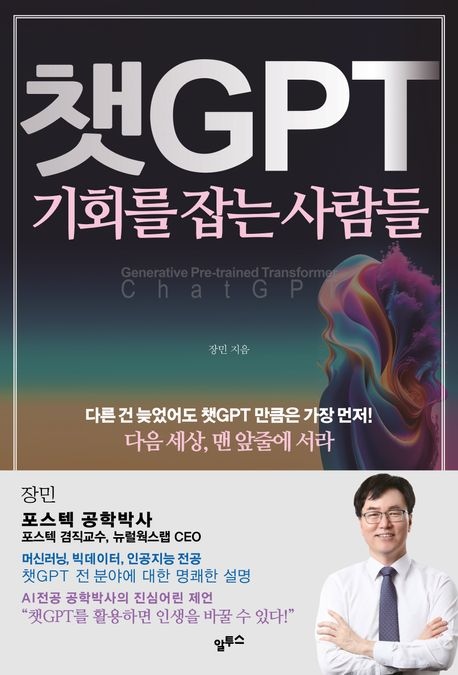 챗GPT
기회를 잡는 사람들
Generative Pre-trained Transformer
ChatGP
장민 지음
다른 건 늦었어도 챗GPT 만큼은 가장 먼저!
다음 세상, 맨 앞줄에 서라
장민
포스텍 공학박사
포스텍 겸직교수, 뉴럴웍스랩 CEO
머신러닝, 빅데이터, 인공지능 전공
챗GPT 전 분야에 대한 명쾌한 설명
AI전공 공학박사의 진심어린 제언
“챗GPT를 활용하면 인생을 바꿀 수 있다!”
알투스